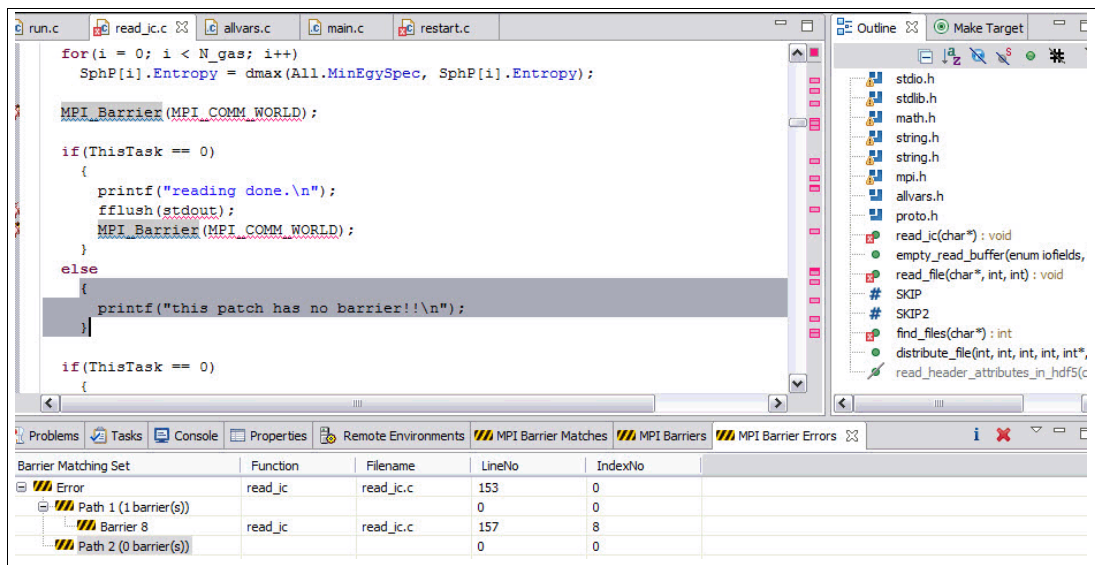 run.c read_ic.c allvars.c main.c restart.c
for(i = 0; i < N_gas; i++)
SphP[i].Entropy = dmax(All.MinEgySpec, SphP[i].Entropy);
MPI_Barrier(MPI_COMM_WORLD);
if(ThisTask == 0)
{
printf("reading done.\n");
fflush(stdout);
MPI_Barrier(MPI_COMM_WORLD);
}
else
{
printf("this patch has no barrier!!\n");
}
if(ThisTask == 0)
{
Outline Make Target
stdio.h
stdlib.h
math.h
string.h
string.h
mpi.h
allvars.h
proto.h
read_ic(char*) : void
empty_read_buffer(enum iofields,
read_file(char*, int, int) : void
# SKIP
# SKIP2
find_files(char*) : int
distribute_file(int, int, int, int, int*,
read_header_attributes_in_hdf5(c
Problems Tasks Console Properties Remote Environments MPI Barrier Matches MPI Barriers MPI Barrier Errors
Barrier Matching Set Function Filename LineNo IndexNo
Error read_ic read_ic.c 153 0
Path 1 (1 barrier(s)) 0 0
Barrier 8 read_ic read_ic.c 157 8
Path 2 (0 barrier(s)) 0 0